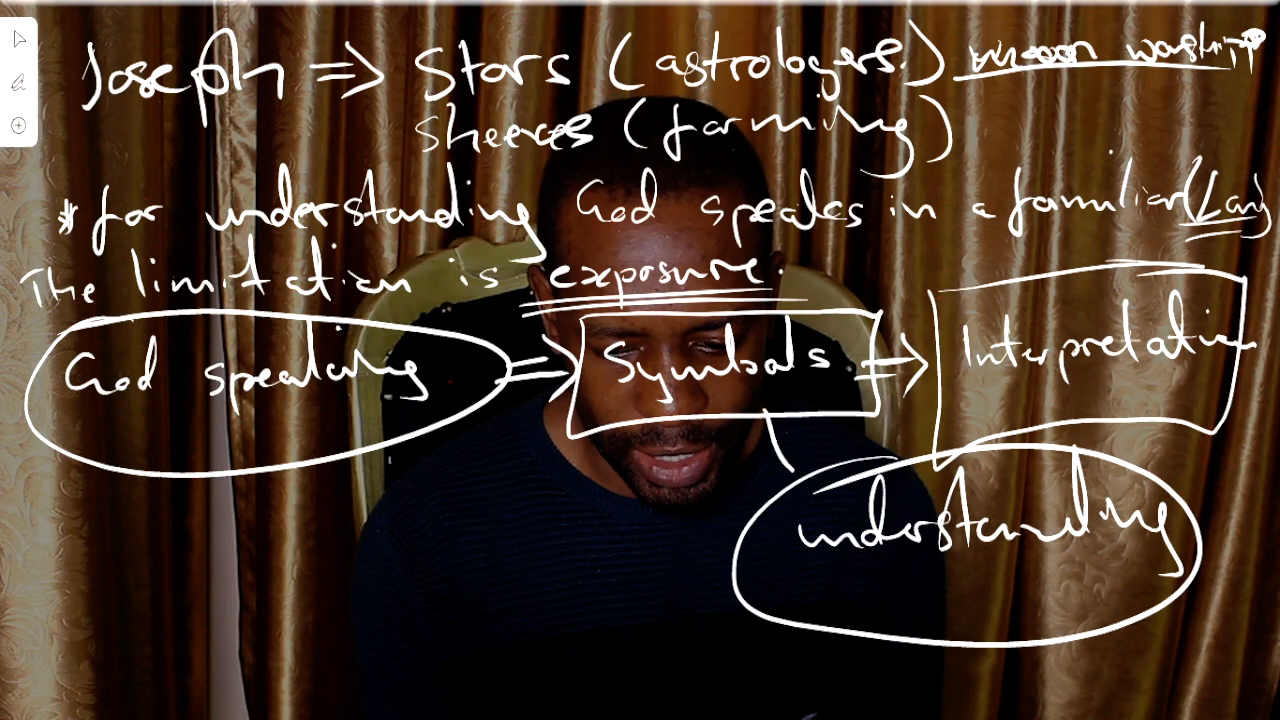 Joseph => Stars (astrologers.) moon worship
sheeves (farming)
* for understanding God speaks in a familiar (Lang
The limitation is exposure.
God speaking => Symbols => Interpretation
understanding